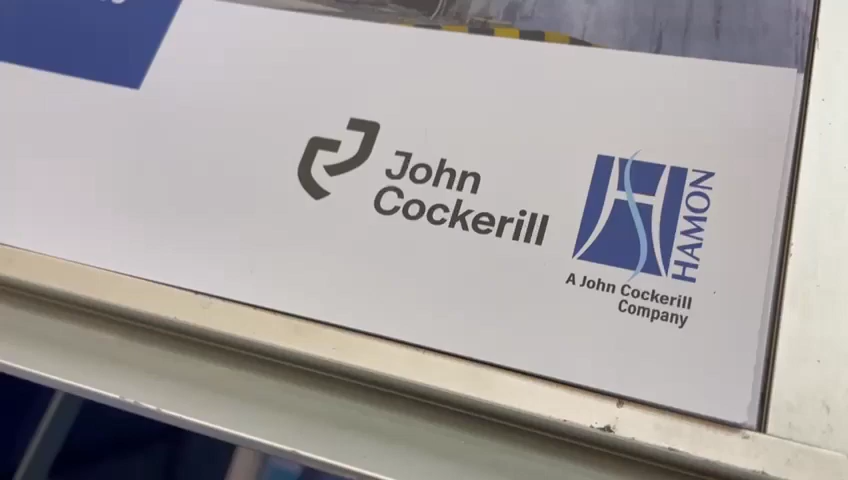 John
Cockerill
HAMON
A John Cockerill
Company